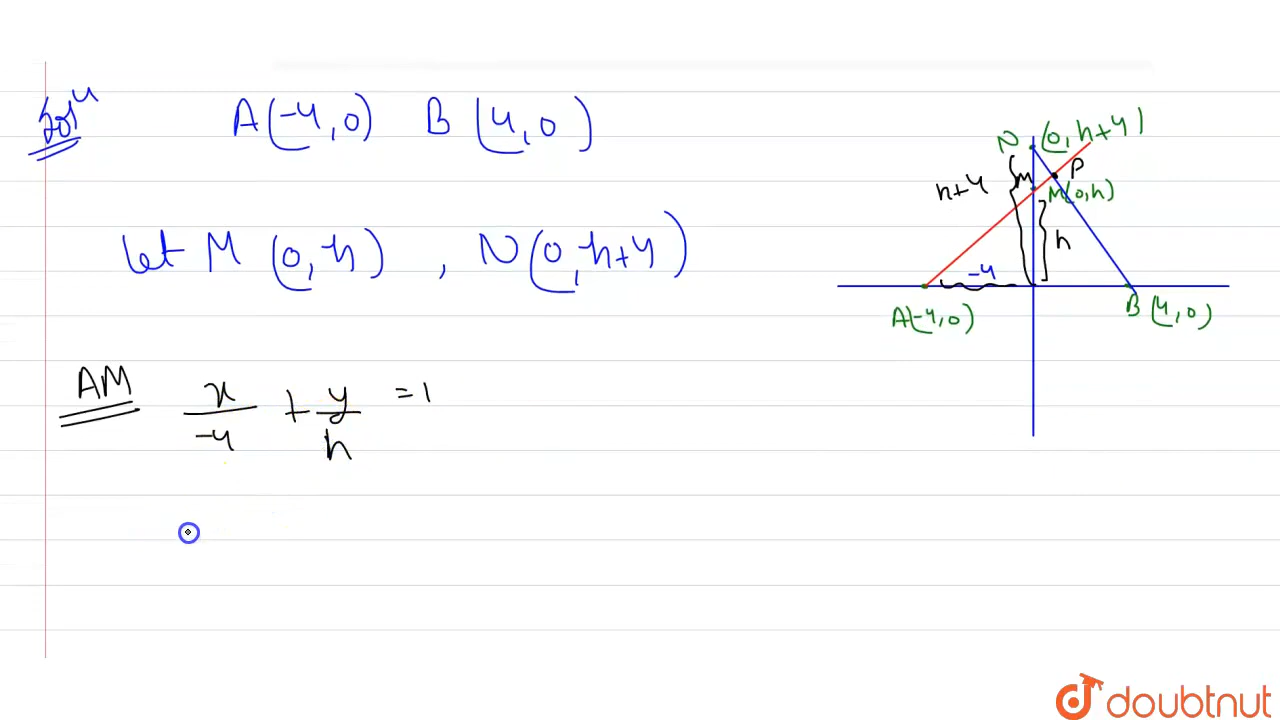 Solⁿ A(-4,0) B(4,0)
let M(0,h), N(0,h+4)
AM x/-4 + y/h = 1
N(0,h+4)
P
M
M(0,h)
h+4
h
-4
A(-4,0)
B(4,0)
doubtnut